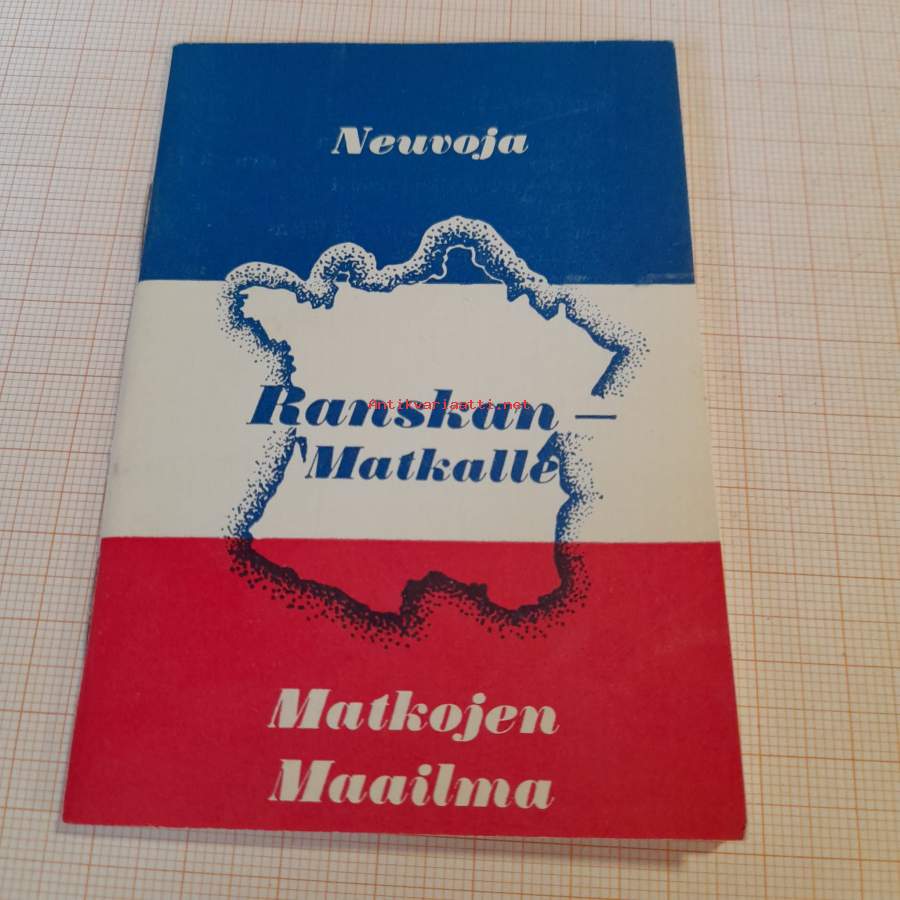 Neuvoja
Ranskan –
Antikvariaatti.net
Matkalle
Matkojen
Maailma